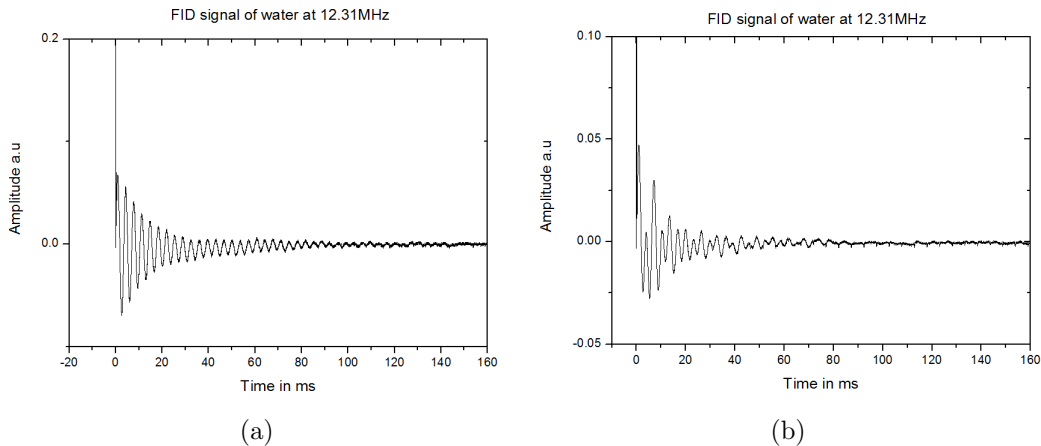 FID signal of water at 12.31MHz
0.2
0.0
Amplitude a.u
-20 0 20 40 60 80 100 120 140 160
Time in ms
(a)
FID signal of water at 12.31MHz
0.10
0.05
0.00
-0.05
Amplitude a.u
0 20 40 60 80 100 120 140 160
Time in ms
(b)